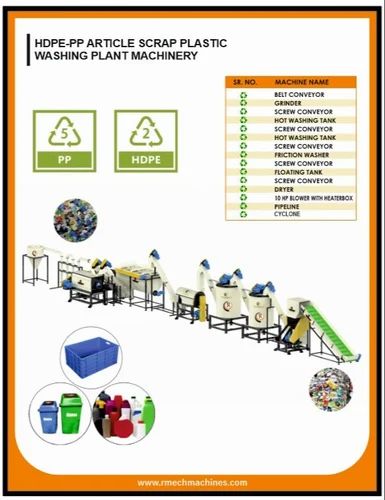 HDPE-PP ARTICLE SCRAP PLASTIC
WASHING PLANT MACHINERY
SR. NO. MACHINE NAME
BELT CONVEYOR
GRINDER
SCREW CONVEYOR
HOT WASHING TANK
SCREW CONVEYOR
HOT WASHING TANK
SCREW CONVEYOR
FRICTION WASHER
SCREW CONVEYOR
FLOATING TANK
SCREW CONVEYOR
DRYER
10 HP BLOWER WITH HEATERBOX
PIPELINE
CYCLONE
5
PP
2
HDPE
www.rmechmachines.com